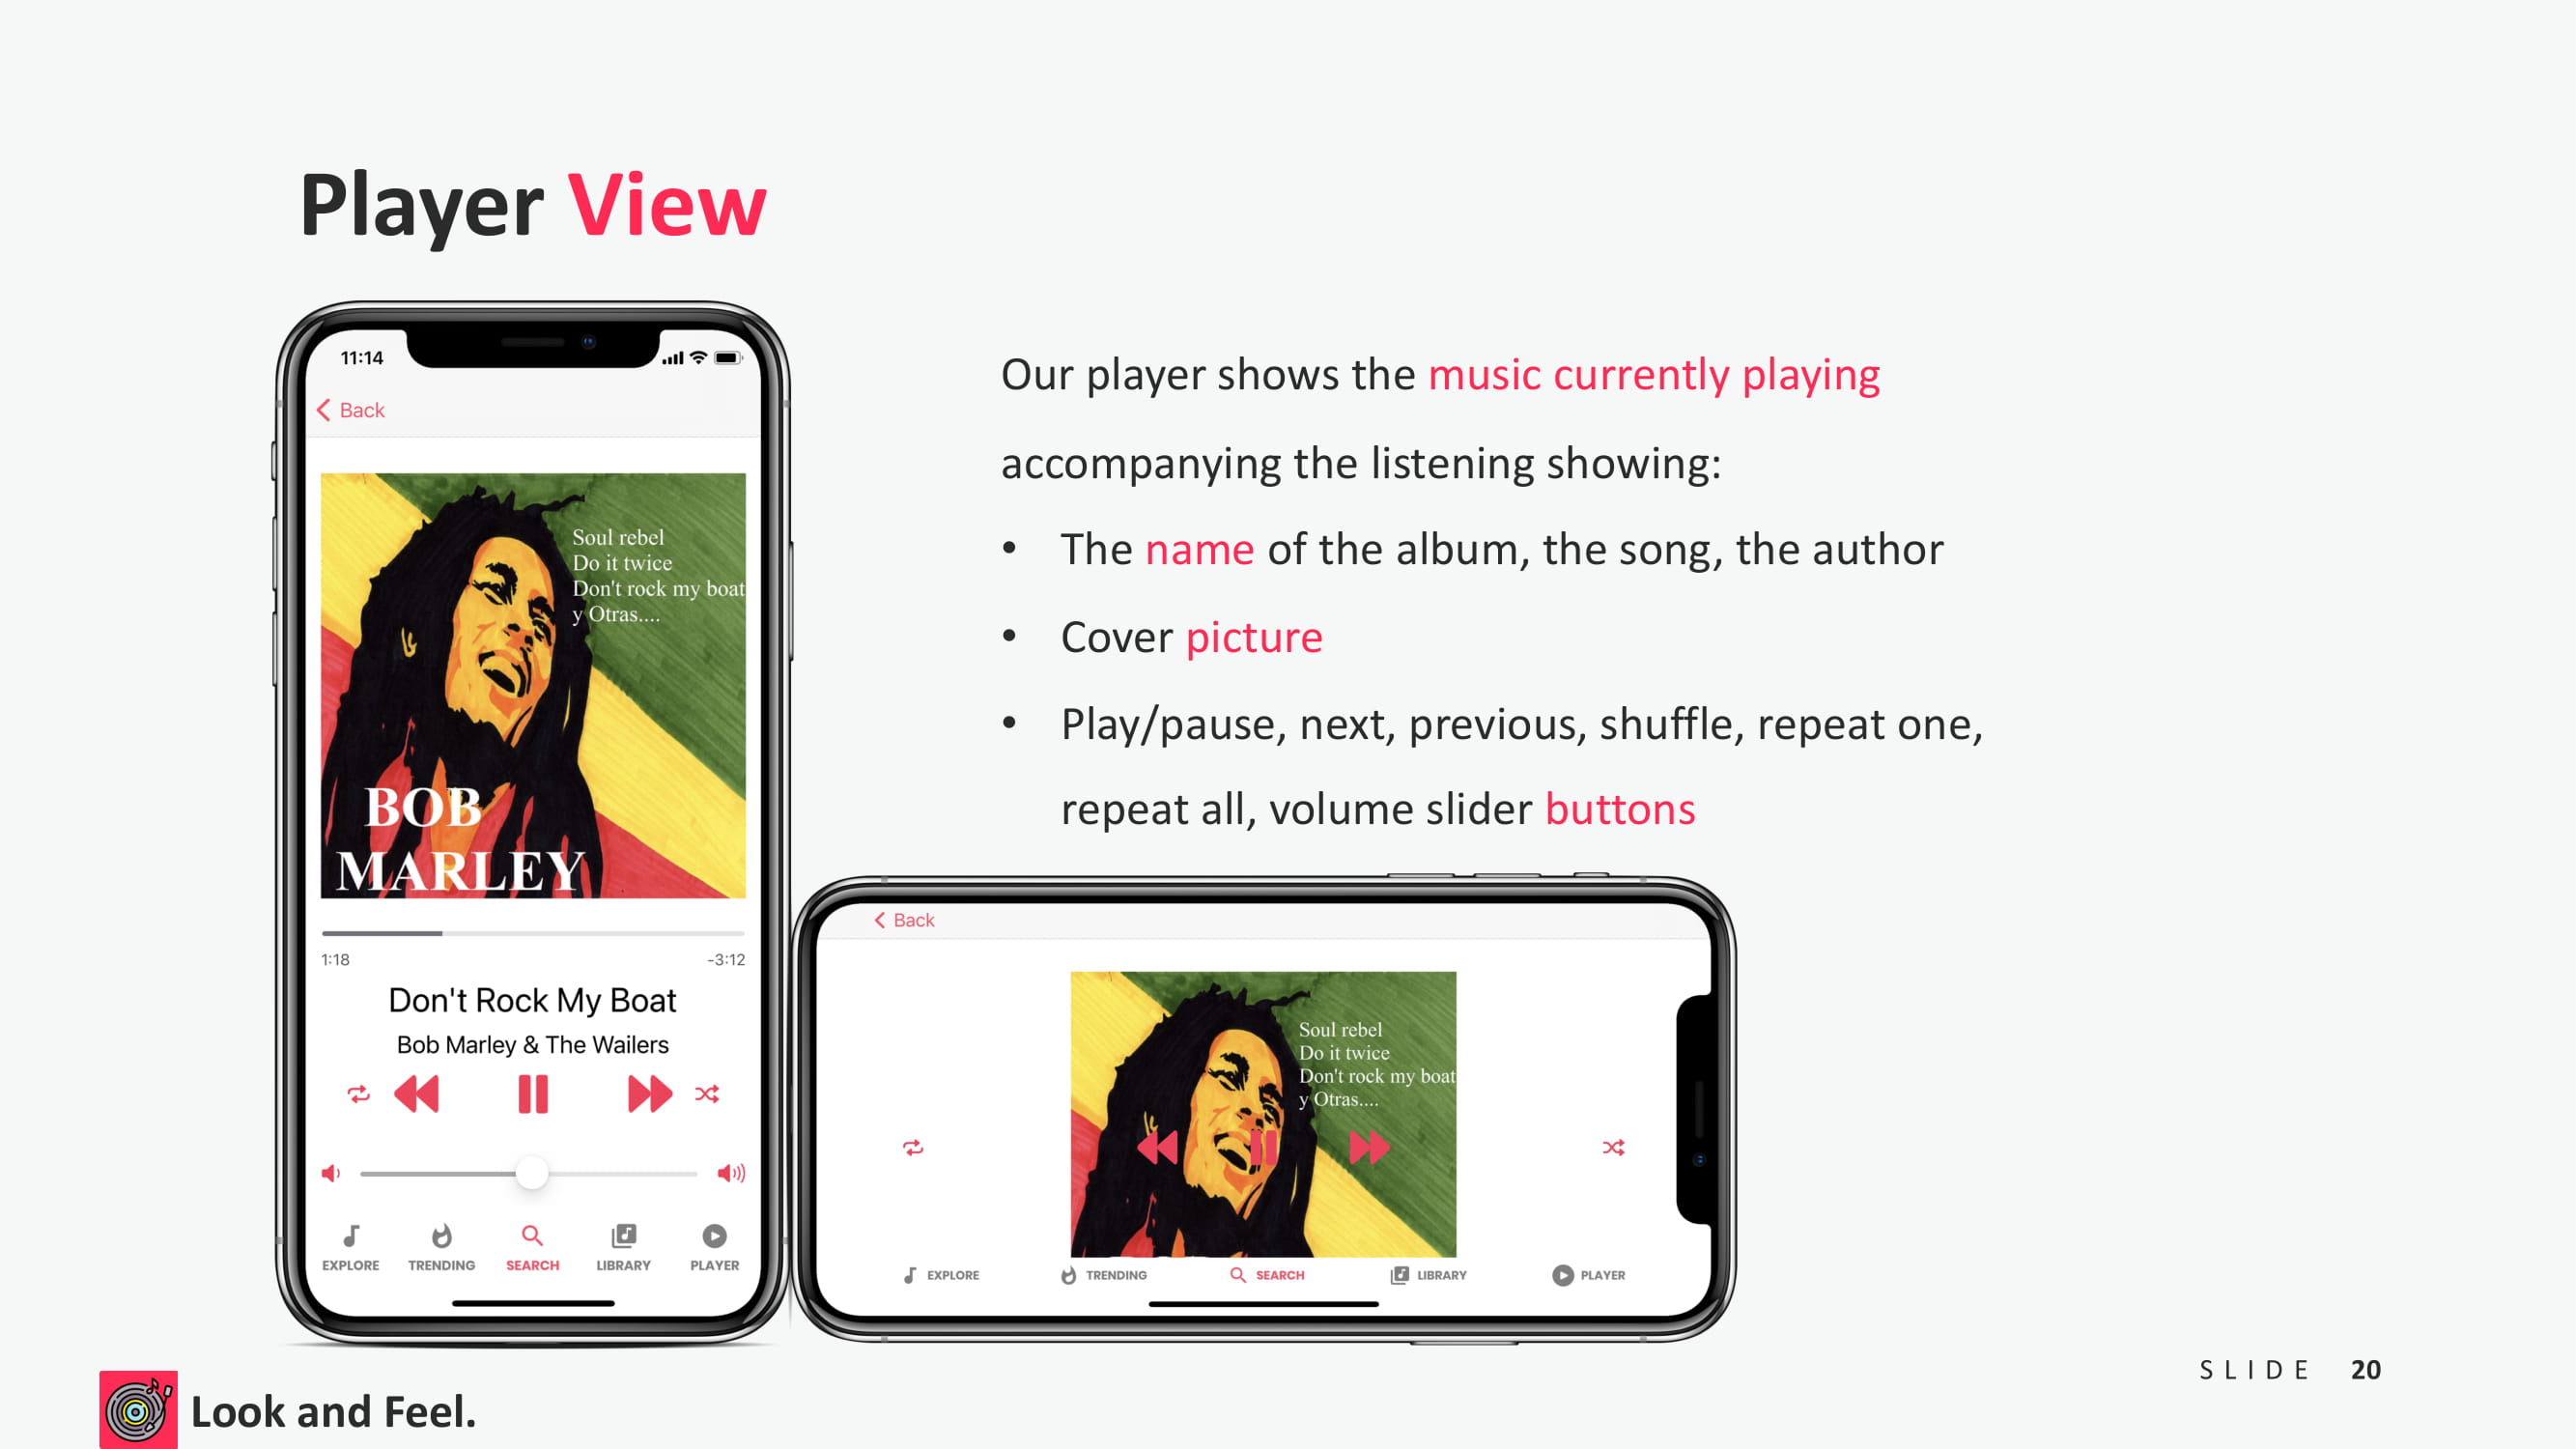 Player View
11:14
Back
Soul rebel
Do it twice
Don't rock my boat
y Otras....
BOB
MARLEY
1:18
-3:12
Don't Rock My Boat
Bob Marley & The Wailers
EXPLORE
TRENDING
SEARCH
LIBRARY
PLAYER
Our player shows the music currently playing
accompanying the listening showing:
• The name of the album, the song, the author
• Cover picture
• Play/pause, next, previous, shuffle, repeat one,
repeat all, volume slider buttons
Back
Soul rebel
Do it twice
Don't rock my boat
y Otras....
EXPLORE
TRENDING
SEARCH
LIBRARY
PLAYER
SLIDE 20
Look and Feel.